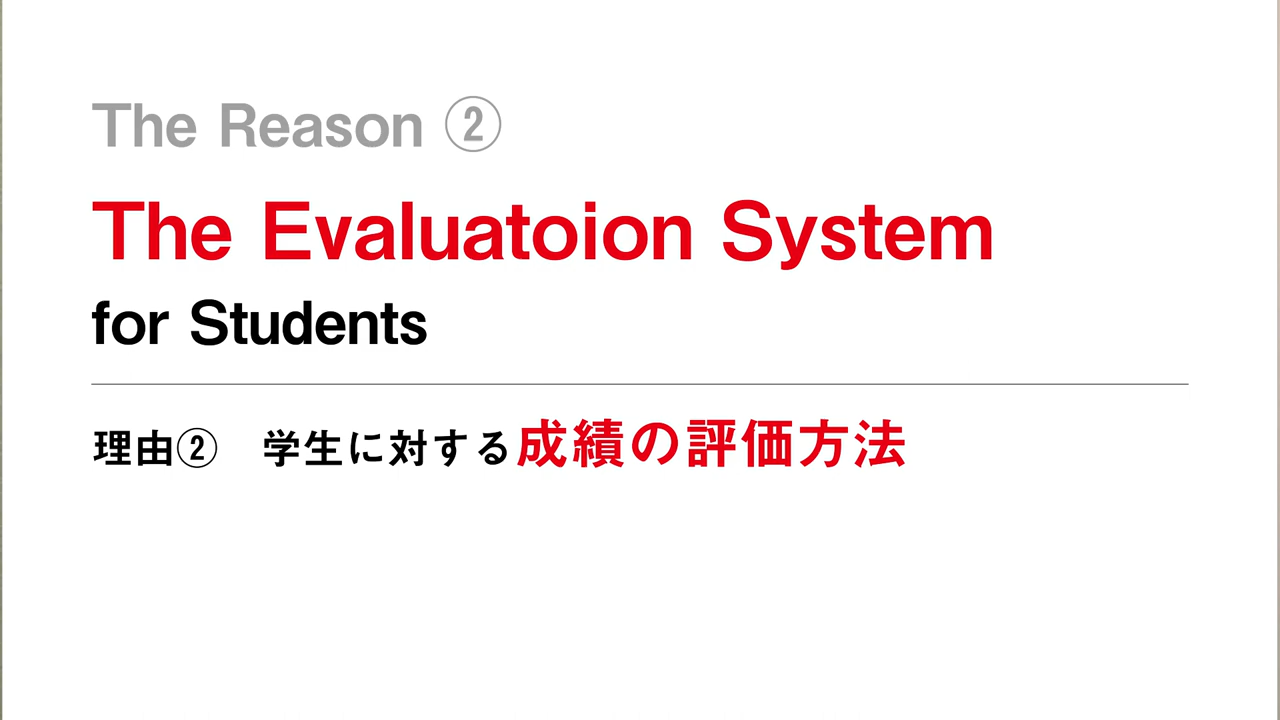 The Reason ②
The Evaluatoion System
for Students
理由②　学生に対する成績の評価方法